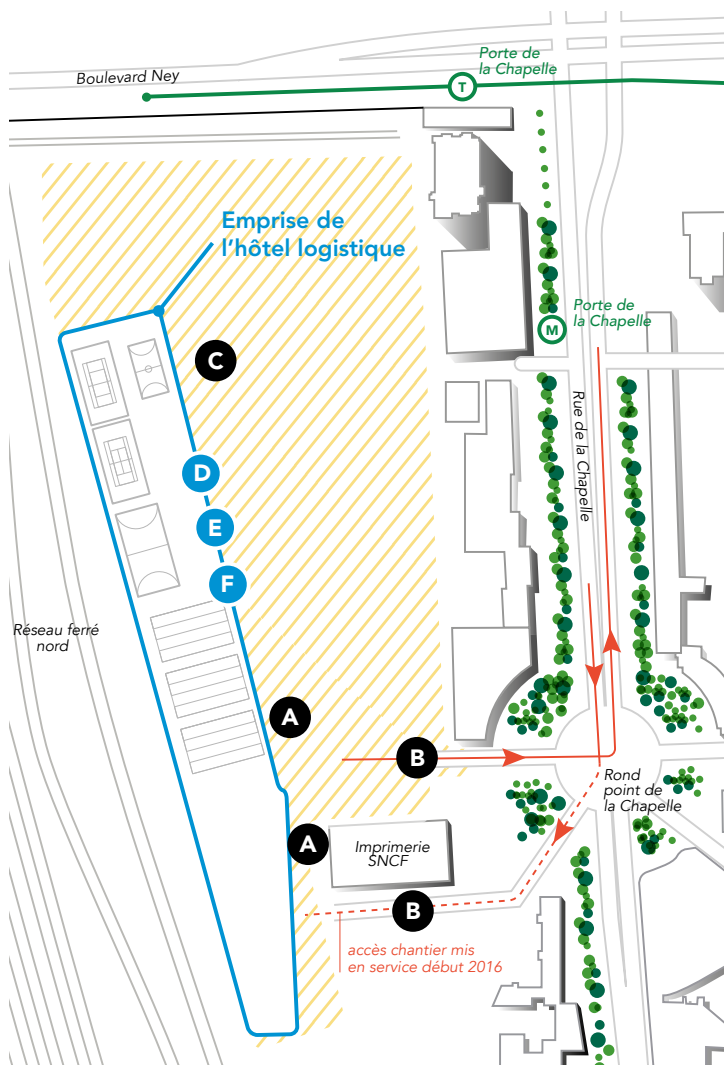 Porte de
la Chapelle
Boulevard Ney
T
Emprise de
l'hôtel logistique
Porte de
la Chapelle
M
C
Rue de la Chapelle
D
E
F
Réseau ferré
nord
A
B
Rond
point de
la Chapelle
A
Imprimerie
SNCF
B
accès chantier mis
en service début 2016